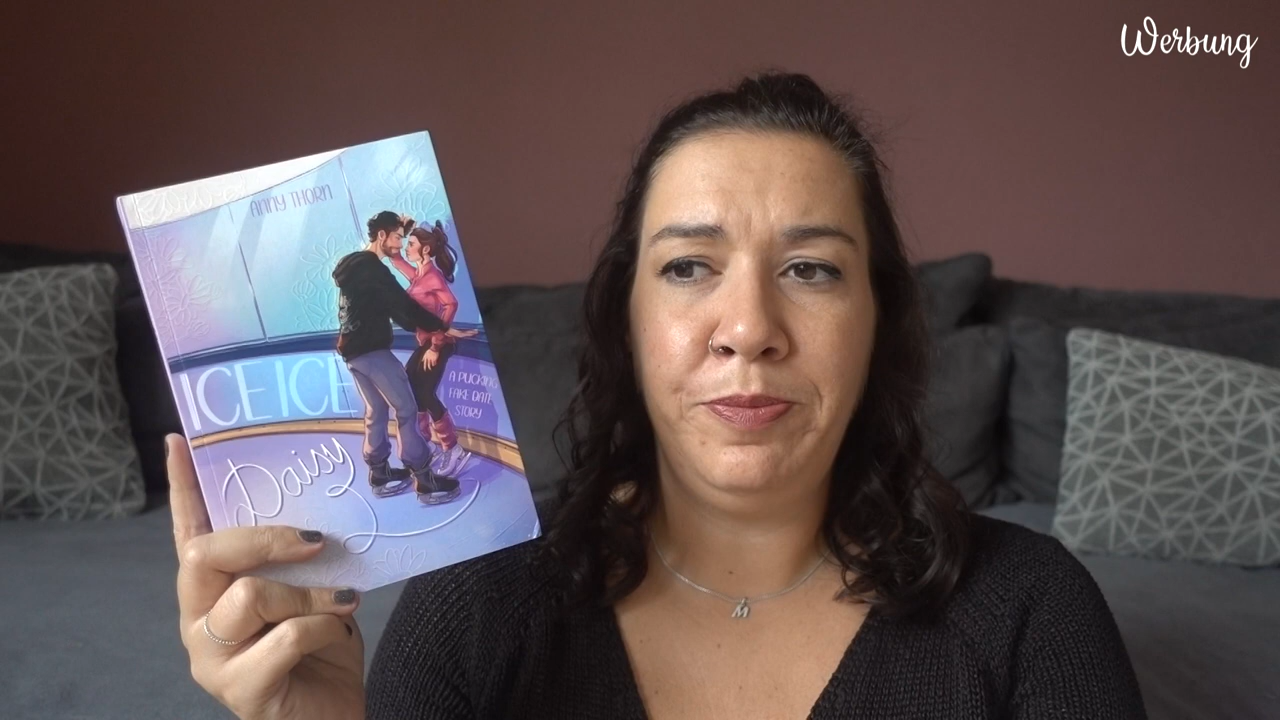 Werbung
ANNY THORN
ICE ICE
Daisy
A PUCKING
FAKE DATE
STORY
M